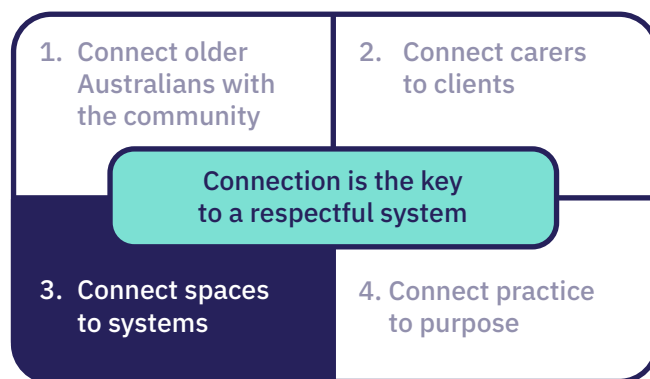 1. Connect older
Australians with
the community
2. Connect carers
to clients
Connection is the key
to a respectful system
3. Connect spaces
to systems
4. Connect practice
to purpose